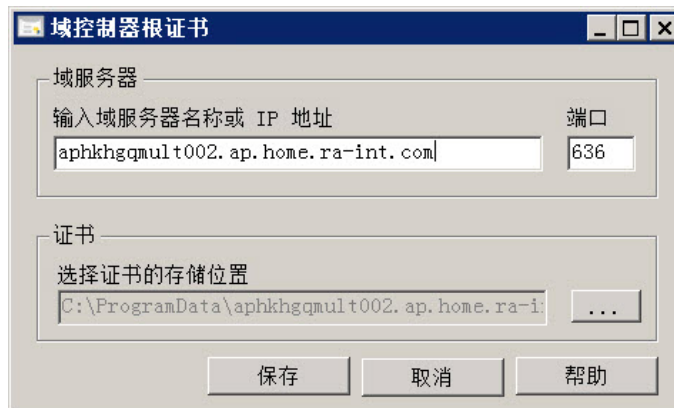 域控制器根证书
域服务器
输入域服务器名称或 IP 地址 端口
aphkhgqmult002.ap.home.ra-int.com 636
证书
选择证书的存储位置
C:\ProgramData\aphkhgqmult002.ap.home.ra-i ...
保存 取消 帮助